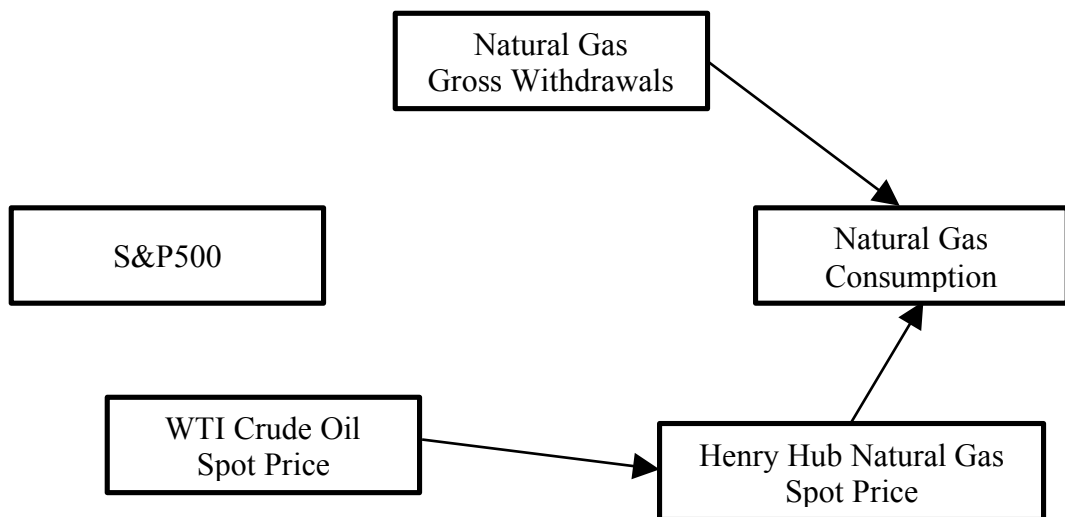 Natural Gas
Gross Withdrawals
S&P500
Natural Gas
Consumption
WTI Crude Oil
Spot Price
Henry Hub Natural Gas
Spot Price